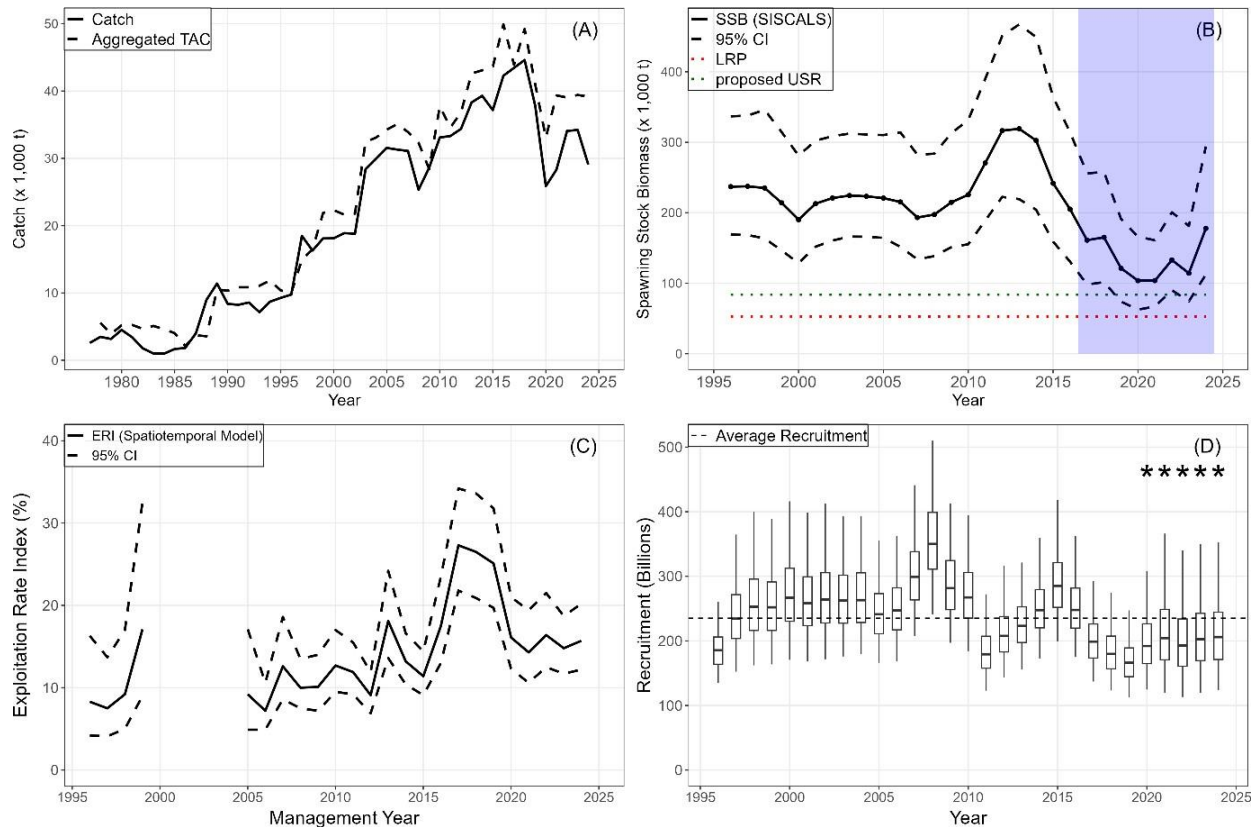 Catch
Aggregated TAC
(A)
50
40
30
20
10
0
Catch (x 1,000 t)
1980 1985 1990 1995 2000 2005 2010 2015 2020 2025
Year
SSB (SISCALS)
95% CI
LRP
proposed USR
(B)
400
300
200
100
0
Spawning Stock Biomass (x 1,000 t)
1995 2000 2005 2010 2015 2020 2025
Year
ERI (Spatiotemporal Model)
95% CI
(C)
40
30
20
10
0
Exploitation Rate Index (%)
1995 2000 2005 2010 2015 2020 2025
Management Year
Average Recruitment
(D)
*****
500
400
300
200
100
0
Recruitment (Billions)
1995 2000 2005 2010 2015 2020 2025
Year